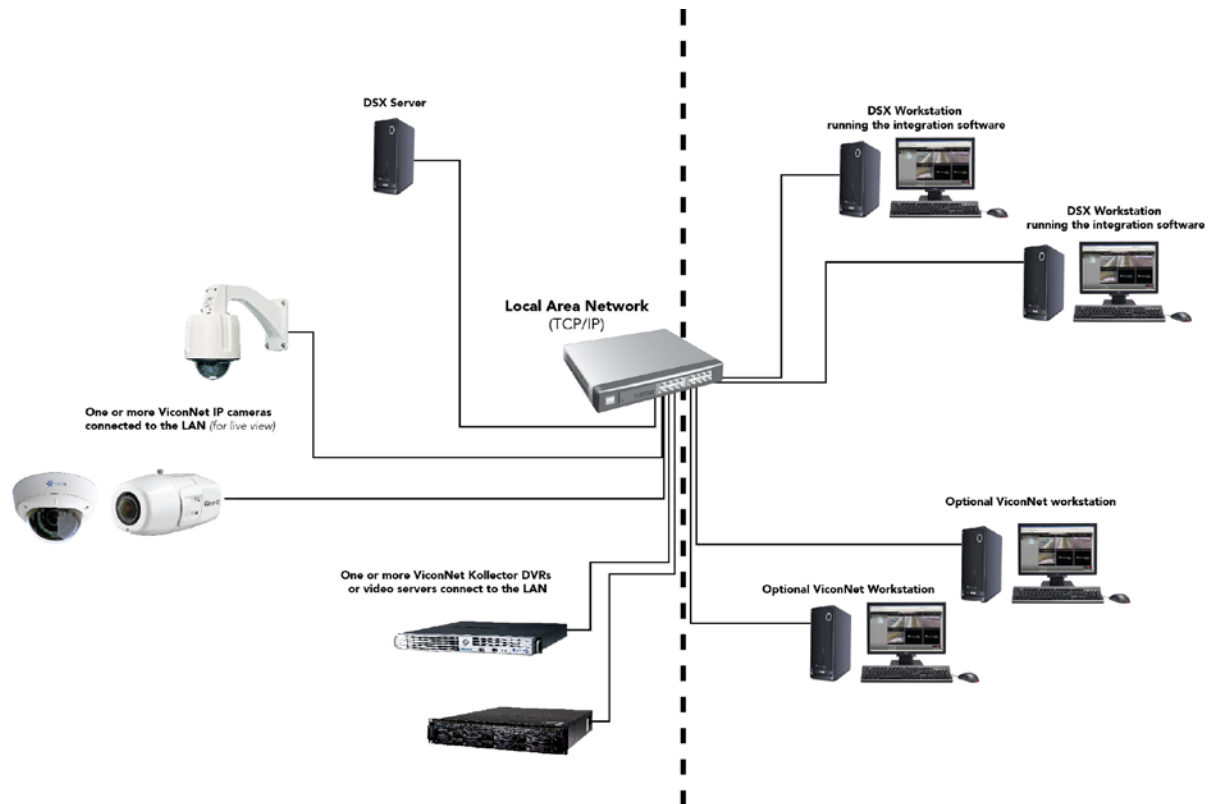 DSX Server
DSX Workstation
running the integration software
DSX Workstation
running the integration software
Local Area Network
(TCP/IP)
One or more ViconNet IP cameras
connected to the LAN (for live view)
Optional ViconNet workstation
One or more ViconNet Kollector DVRs
or video servers connect to the LAN
Optional ViconNet Workstation